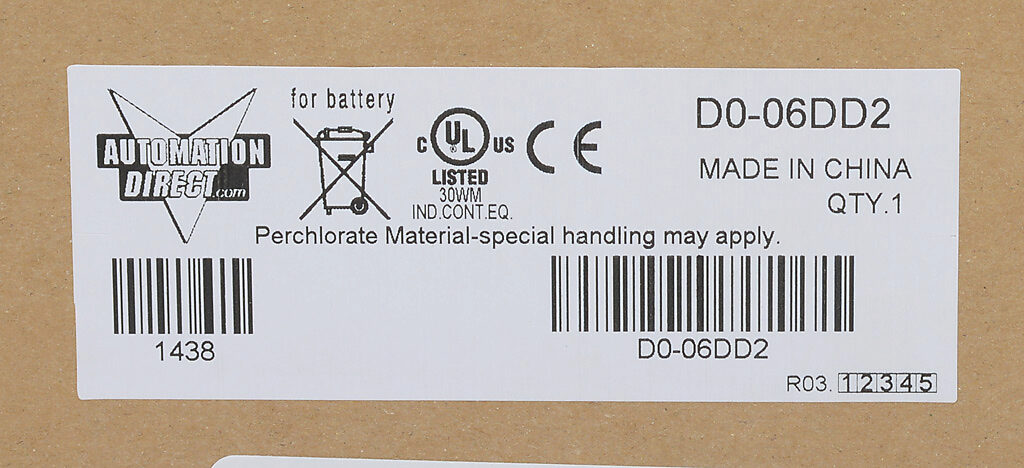 AUTOMATION
DIRECT.com
for battery
C UL US
®
LISTED
30WM
IND.CONT.EQ.
CE
D0-06DD2
MADE IN CHINA
QTY.1
Perchlorate Material-special handling may apply.
1438
D0-06DD2
R03. 12345